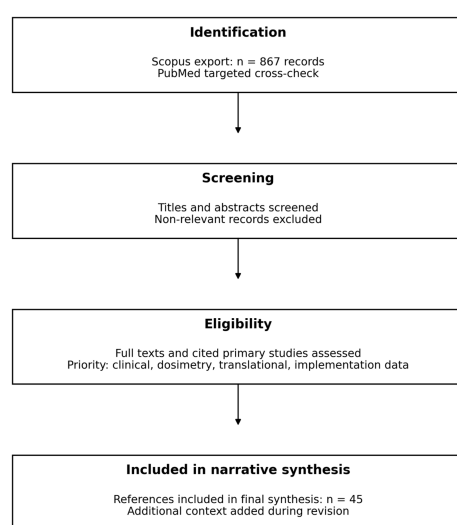 Identification
Scopus export: n = 867 records
PubMed targeted cross-check
Screening
Titles and abstracts screened
Non-relevant records excluded
Eligibility
Full texts and cited primary studies assessed
Priority: clinical, dosimetry, translational, implementation data
Included in narrative synthesis
References included in final synthesis: n = 45
Additional context added during revision